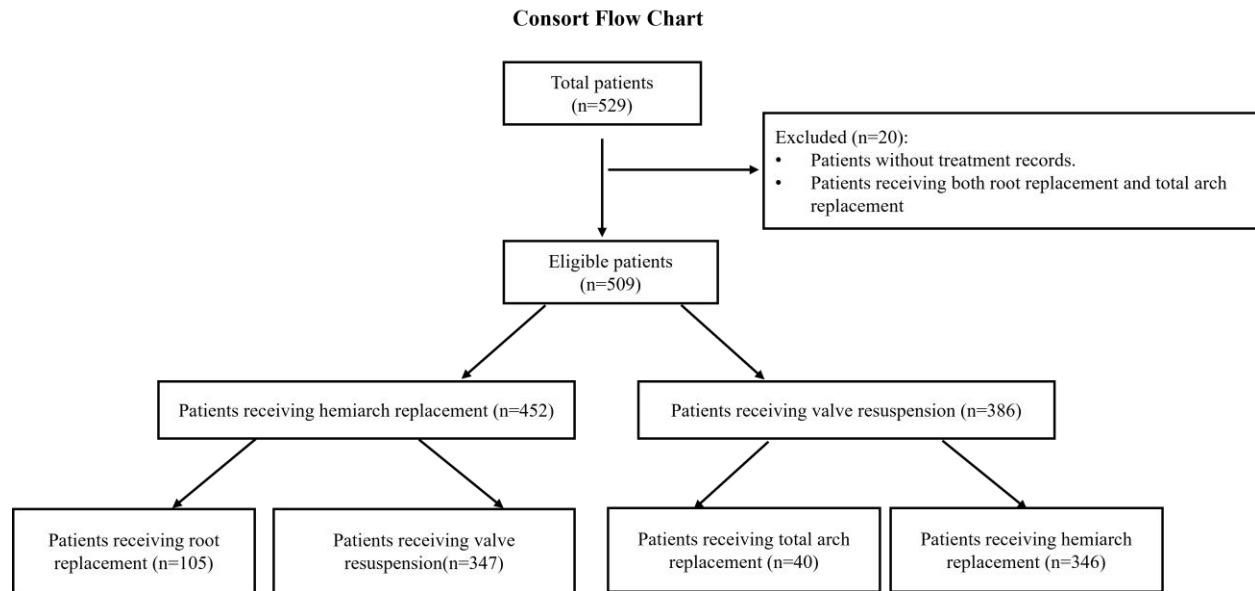 Consort Flow Chart
Total patients
(n=529)
Excluded (n=20):
• Patients without treatment records.
• Patients receiving both root replacement and total arch
replacement
Eligible patients
(n=509)
Patients receiving hemiarch replacement (n=452)
Patients receiving valve resuspension (n=386)
Patients receiving root
replacement (n=105)
Patients receiving valve
resuspension(n=347)
Patients receiving total arch
replacement (n=40)
Patients receiving hemiarch
replacement (n=346)